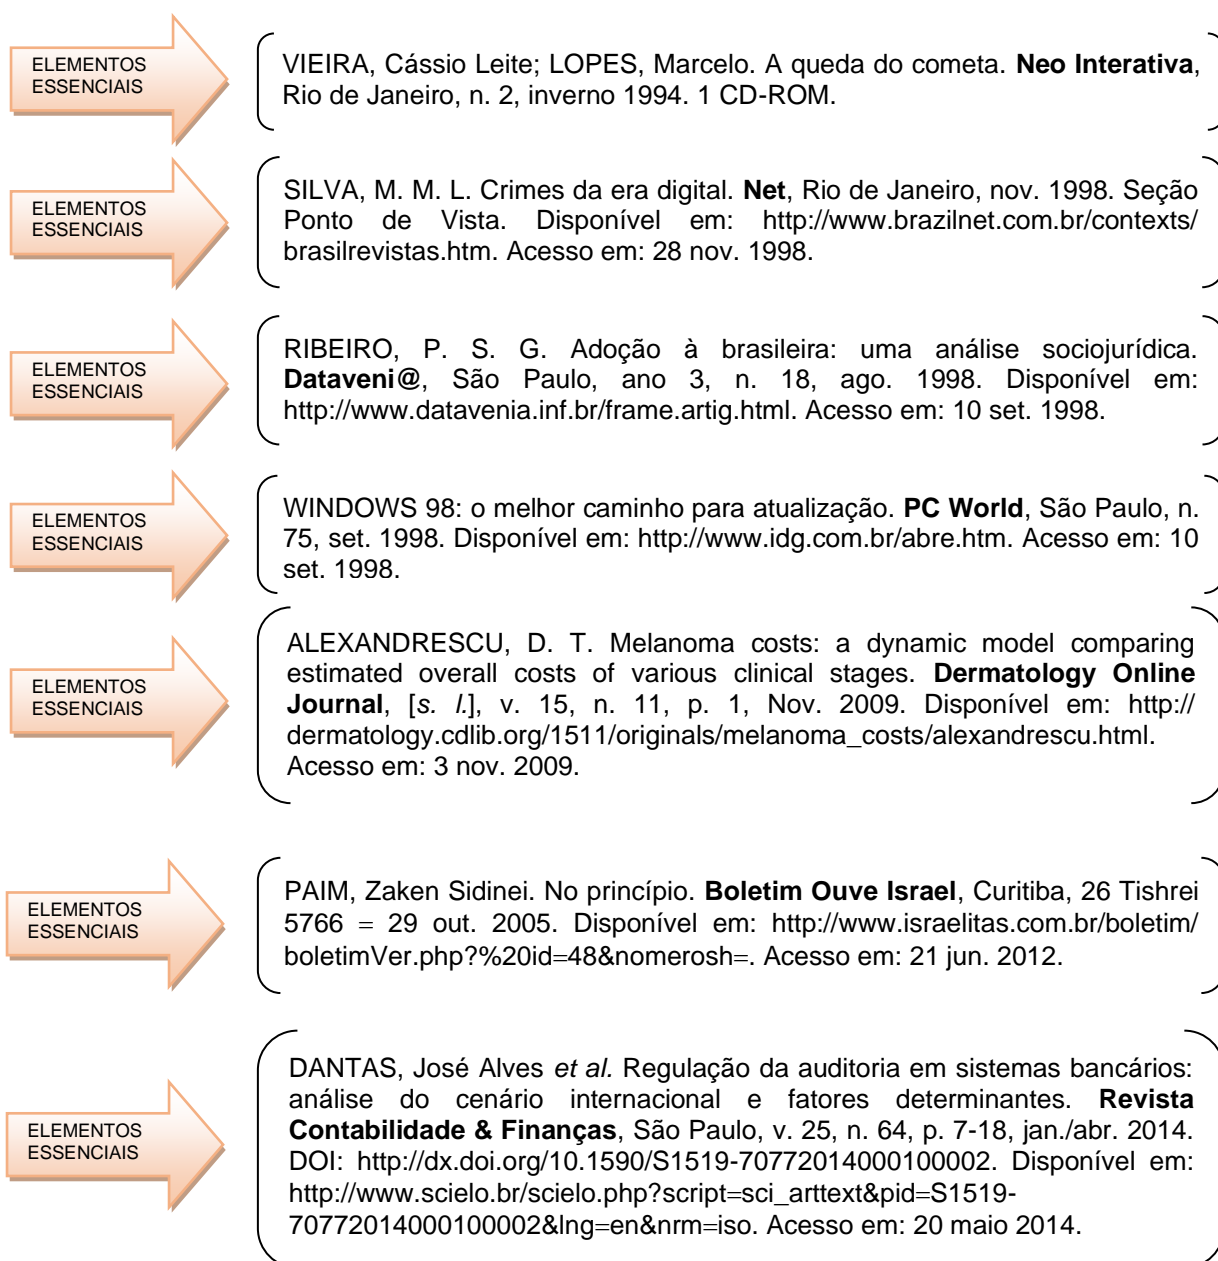 ELEMENTOS
ESSENCIAIS
VIEIRA, Cássio Leite; LOPES, Marcelo. A queda do cometa. Neo Interativa,
Rio de Janeiro, n. 2, inverno 1994. 1 CD-ROM.
ELEMENTOS
ESSENCIAIS
SILVA, M. M. L. Crimes da era digital. Net, Rio de Janeiro, nov. 1998. Seção
Ponto de Vista. Disponível em: http://www.brazilnet.com.br/contexts/
brasilrevistas.htm. Acesso em: 28 nov. 1998.
ELEMENTOS
ESSENCIAIS
RIBEIRO, P. S. G. Adoção à brasileira: uma análise sociojurídica.
Dataveni@, São Paulo, ano 3, n. 18, ago. 1998. Disponível em:
http://www.datavenia.inf.br/frame.artig.html. Acesso em: 10 set. 1998.
ELEMENTOS
ESSENCIAIS
WINDOWS 98: o melhor caminho para atualização. PC World, São Paulo, n.
75, set. 1998. Disponível em: http://www.idg.com.br/abre.htm. Acesso em: 10
set. 1998.
ELEMENTOS
ESSENCIAIS
ALEXANDRESCU, D. T. Melanoma costs: a dynamic model comparing
estimated overall costs of various clinical stages. Dermatology Online
Journal, [s. l.], v. 15, n. 11, p. 1, Nov. 2009. Disponível em: http://
dermatology.cdlib.org/1511/originals/melanoma_costs/alexandrescu.html.
Acesso em: 3 nov. 2009.
ELEMENTOS
ESSENCIAIS
PAIM, Zaken Sidinei. No princípio. Boletim Ouve Israel, Curitiba, 26 Tishrei
5766 = 29 out. 2005. Disponível em: http://www.israelitas.com.br/boletim/
boletimVer.php?%20id=48&nomerosh=. Acesso em: 21 jun. 2012.
ELEMENTOS
ESSENCIAIS
DANTAS, José Alves et al. Regulação da auditoria em sistemas bancários:
análise do cenário internacional e fatores determinantes. Revista
Contabilidade & Finanças, São Paulo, v. 25, n. 64, p. 7-18, jan./abr. 2014.
DOI: http://dx.doi.org/10.1590/S1519-70772014000100002. Disponível em:
http://www.scielo.br/scielo.php?script=sci_arttext&pid=S1519-
70772014000100002&lng=en&nrm=iso. Acesso em: 20 maio 2014.